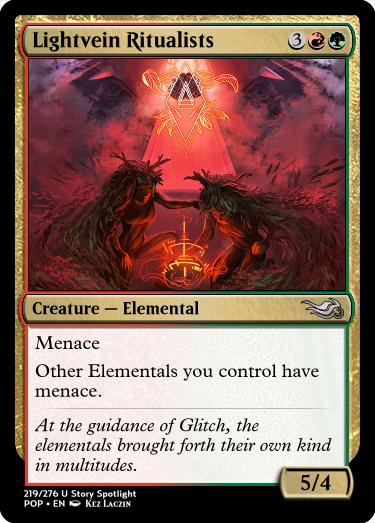 Lightvein Ritualists 3
Creature — Elemental
Menace
Other Elementals you control have
menace.
At the guidance of Glitch, the
elementals brought forth their own kind
in multitudes.
5/4
219/276 U Story Spotlight
POP • EN Kez Laczin